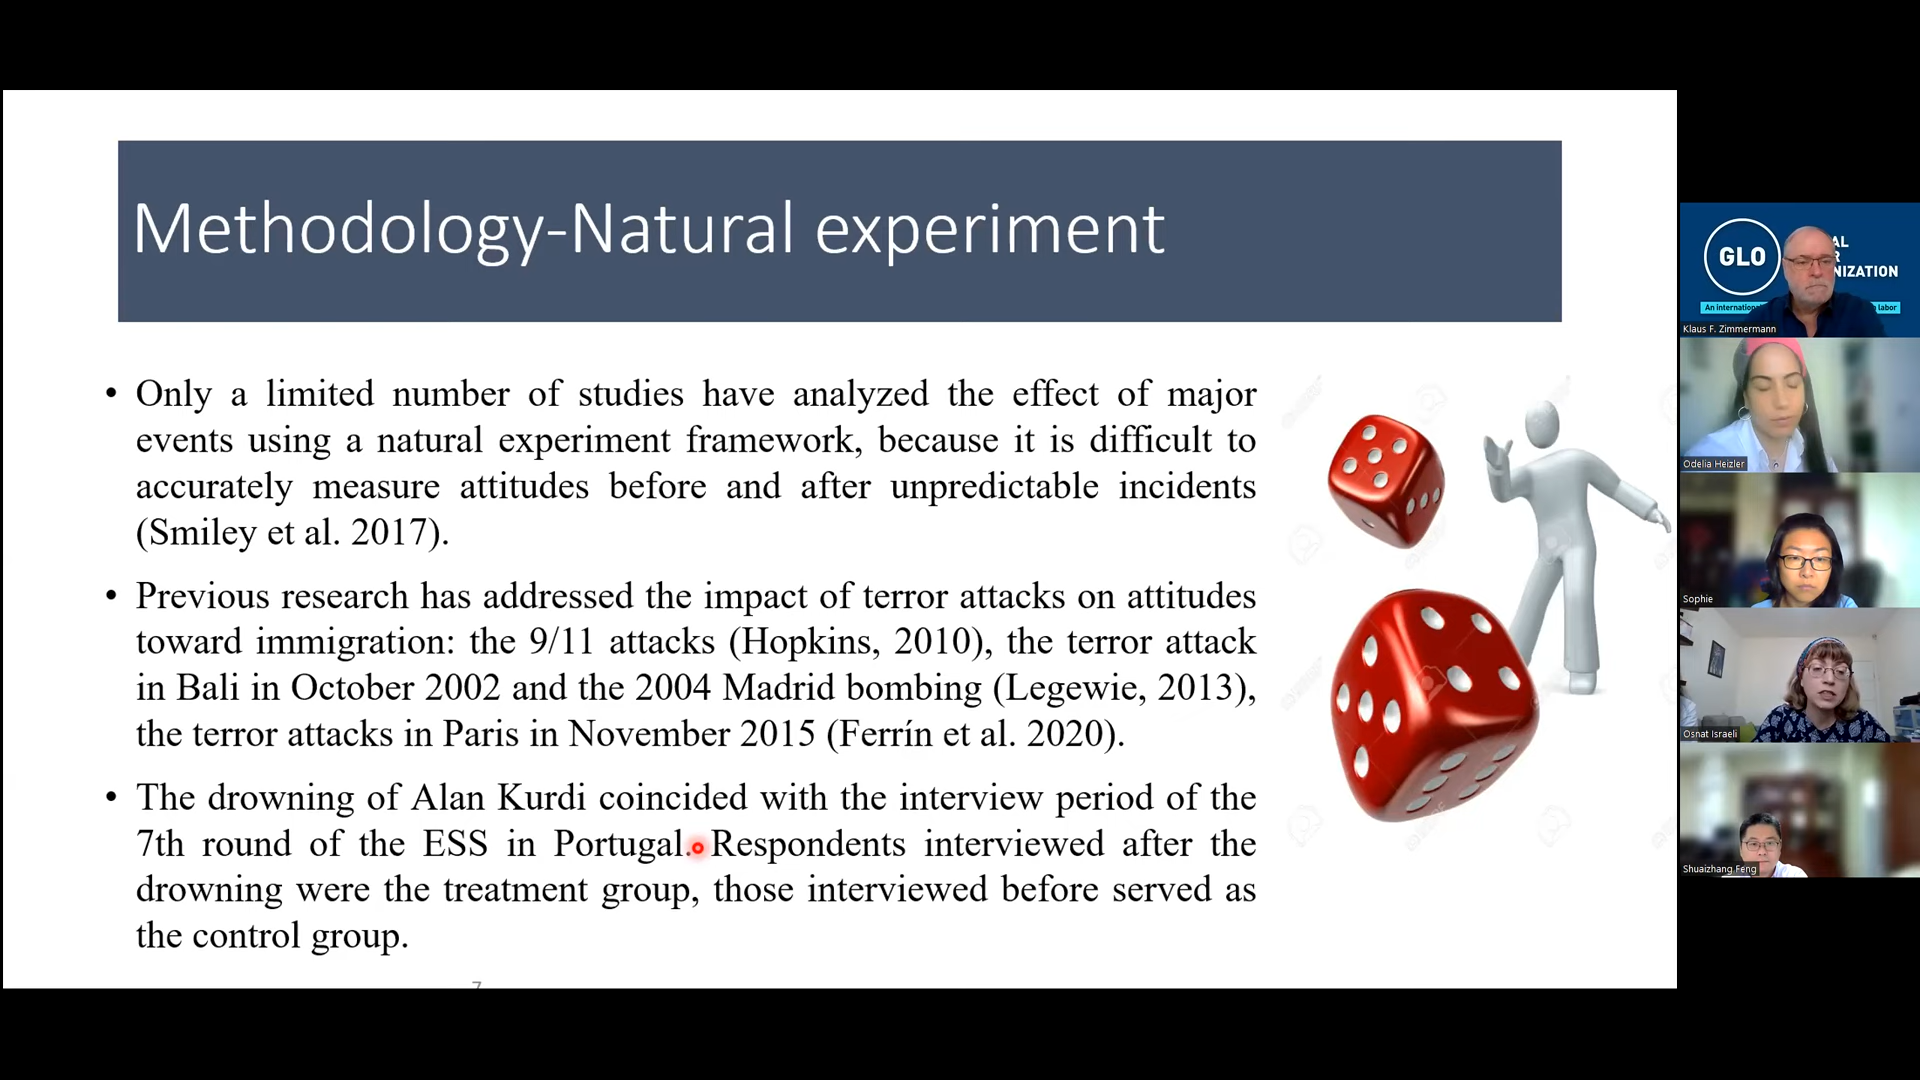 Methodology-Natural experiment
• Only a limited number of studies have analyzed the effect of major
events using a natural experiment framework, because it is difficult to
accurately measure attitudes before and after unpredictable incidents
(Smiley et al. 2017).
• Previous research has addressed the impact of terror attacks on attitudes
toward immigration: the 9/11 attacks (Hopkins, 2010), the terror attack
in Bali in October 2002 and the 2004 Madrid bombing (Legewie, 2013),
the terror attacks in Paris in November 2015 (Ferrín et al. 2020).
• The drowning of Alan Kurdi coincided with the interview period of the
7th round of the ESS in Portugal. Respondents interviewed after the
drowning were the treatment group, those interviewed before served as
the control group.
7
GLO
AL
R
NIZATION
An internation
labor
Klaus F. Zimmermann
Odelia Heizler
Sophie
Osnat Israeli
Shuaizhang Feng